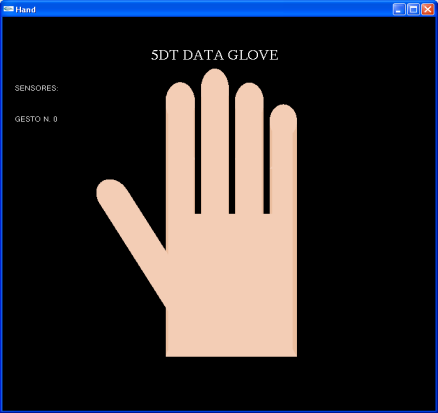 Hand
5DT DATA GLOVE
SENSORES:
GESTO N. 0